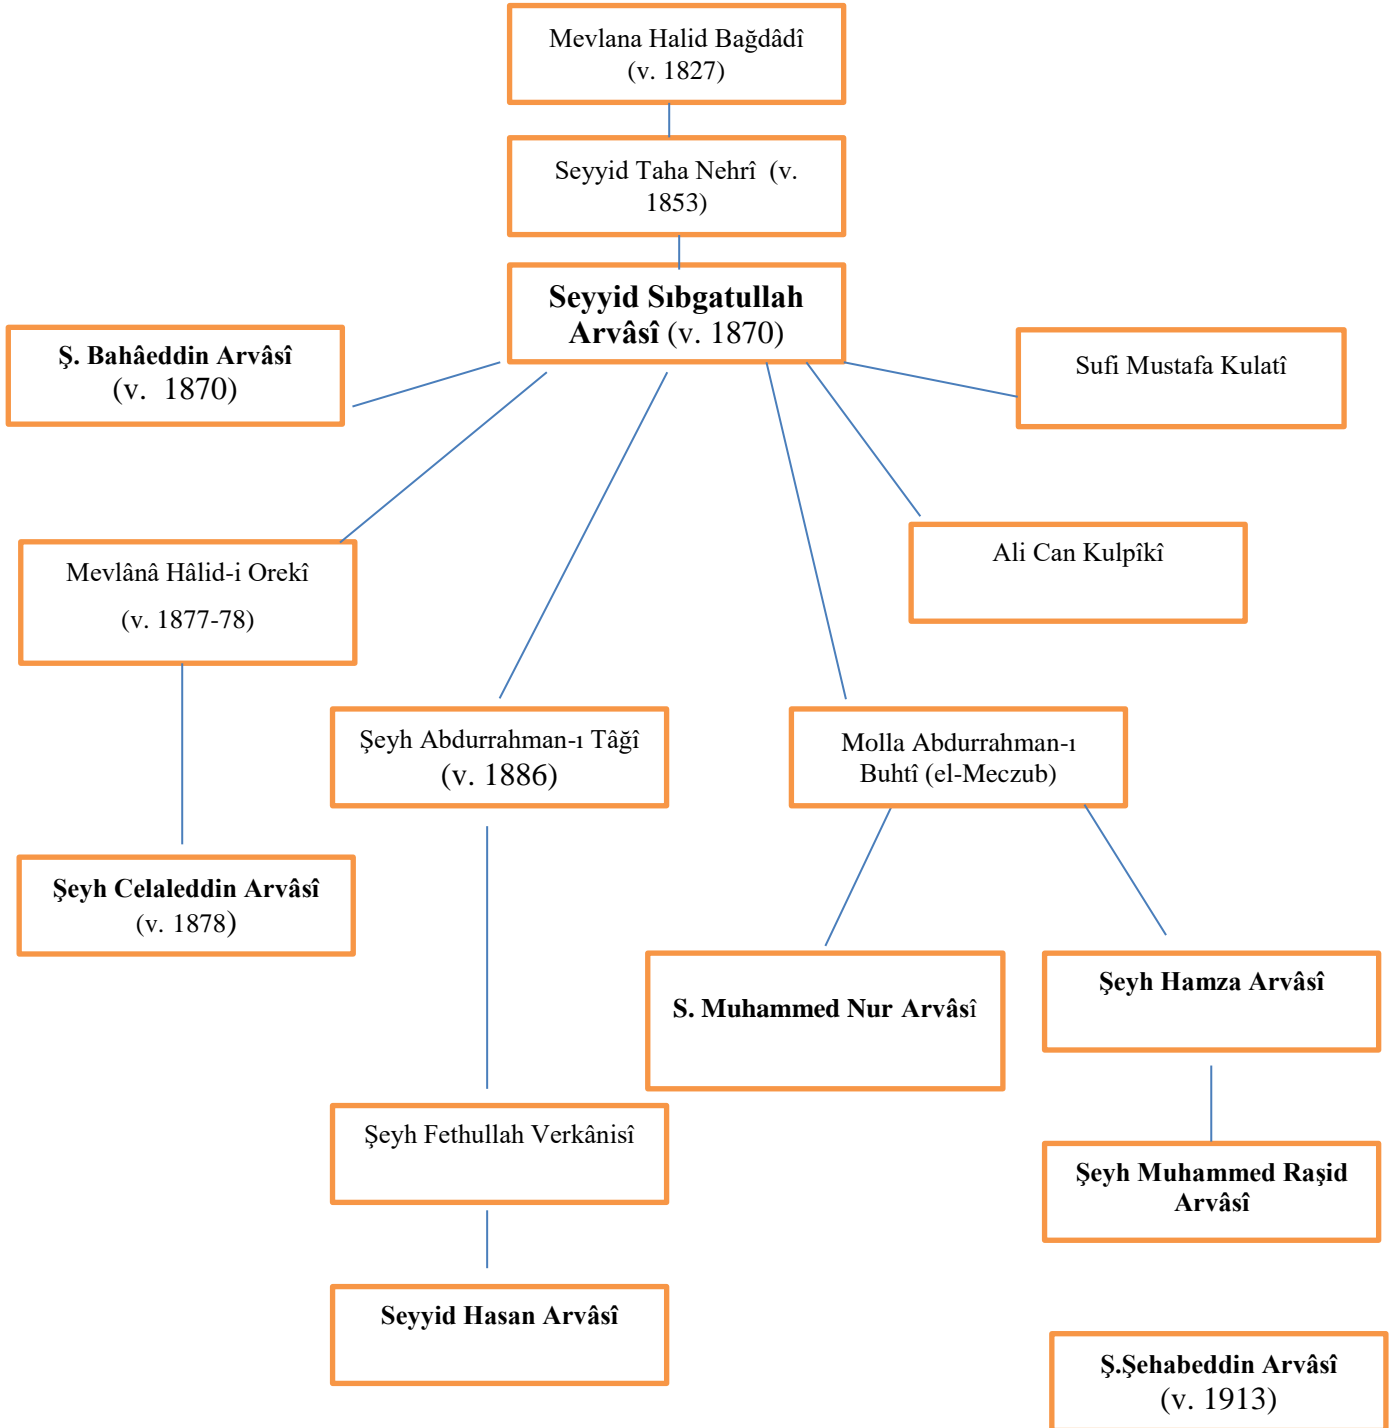 Mevlana Halid Bağdâdî
(v. 1827)
Seyyid Taha Nehrî (v.
1853)
Seyyid Sıbgatullah
Arvâsî (v. 1870)
Ş. Bahâeddin Arvâsî
(v. 1870)
Sufi Mustafa Kulatî
Mevlânâ Hâlid-i Orekî
(v. 1877-78)
Ali Can Kulpîkî
Şeyh Abdurrahman-ı Tâğî
(v. 1886)
Molla Abdurrahman-ı
Buhtî (el-Meczub)
Şeyh Celaleddin Arvâsî
(v. 1878)
S. Muhammed Nur Arvâsî
Şeyh Hamza Arvâsî
Şeyh Fethullah Verkânisî
Şeyh Muhammed Raşid
Arvâsî
Seyyid Hasan Arvâsî
Ş.Şehabeddin Arvâsî
(v. 1913)